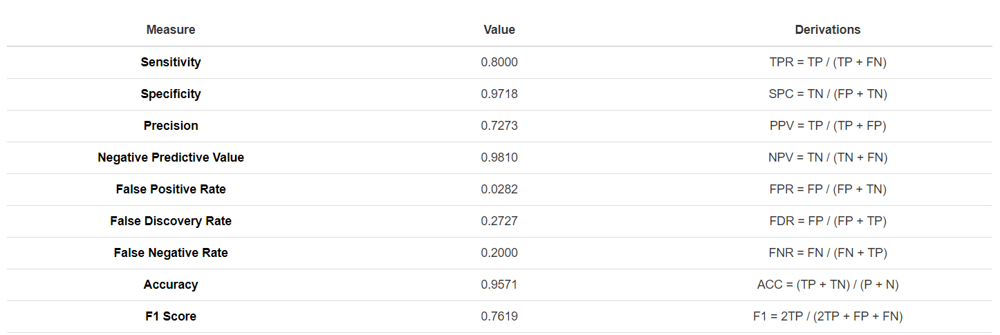 Measure Value Derivations
Sensitivity 0.8000 TPR = TP / (TP + FN)
Specificity 0.9718 SPC = TN / (FP + TN)
Precision 0.7273 PPV = TP / (TP + FP)
Negative Predictive Value 0.9810 NPV = TN / (TN + FN)
False Positive Rate 0.0282 FPR = FP / (FP + TN)
False Discovery Rate 0.2727 FDR = FP / (FP + TP)
False Negative Rate 0.2000 FNR = FN / (FN + TP)
Accuracy 0.9571 ACC = (TP + TN) / (P + N)
F1 Score 0.7619 F1 = 2TP / (2TP + FP + FN)